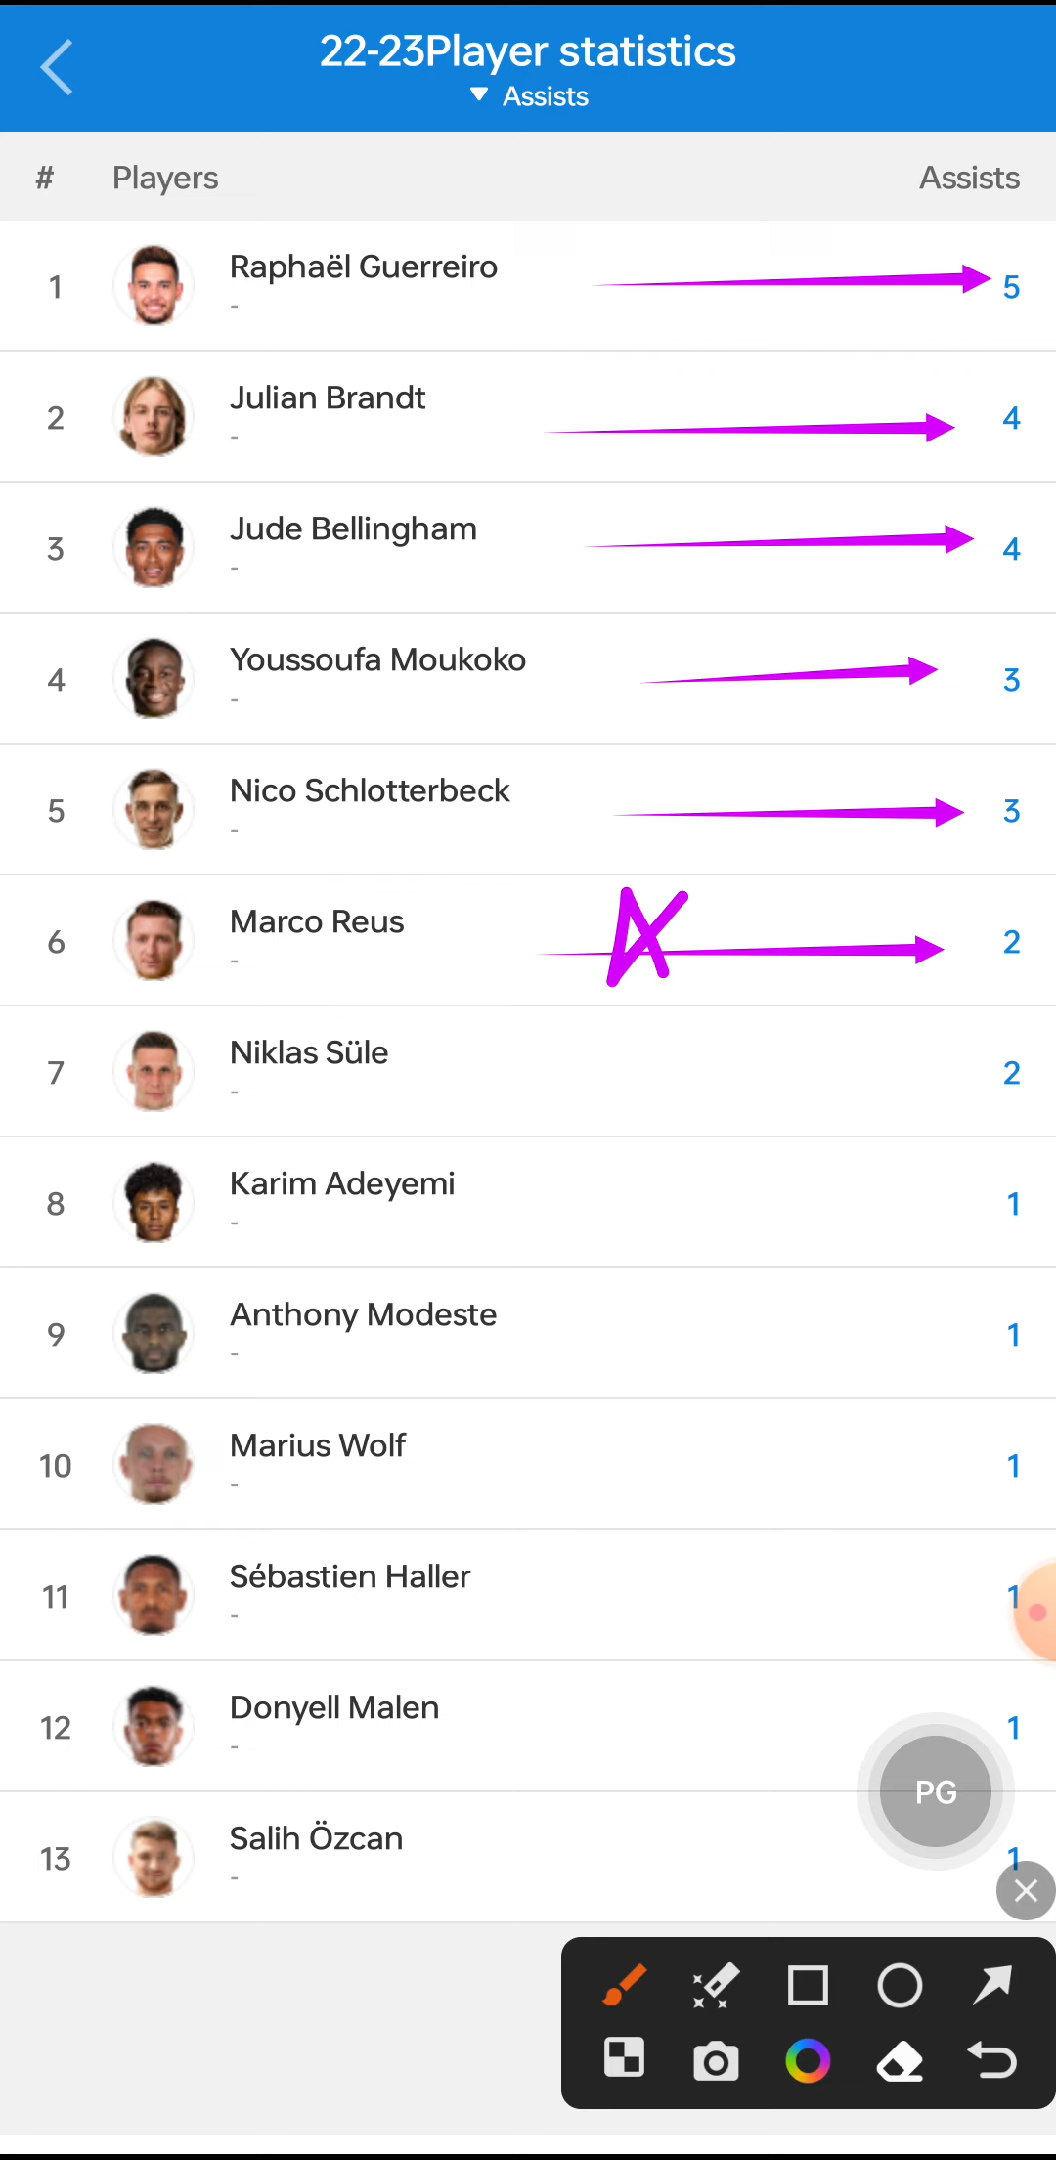 22-23Player statistics
Assists
# Players Assists
1 Raphaël Guerreiro 5
-
2 Julian Brandt 4
-
3 Jude Bellingham 4
-
4 Youssoufa Moukoko 3
-
5 Nico Schlotterbeck 3
-
6 Marco Reus 2
-
7 Niklas Süle 2
-
8 Karim Adeyemi 1
-
9 Anthony Modeste 1
-
10 Marius Wolf 1
-
11 Sébastien Haller 1
-
12 Donyell Malen 1
-
PG
13 Salih Özcan 1
-